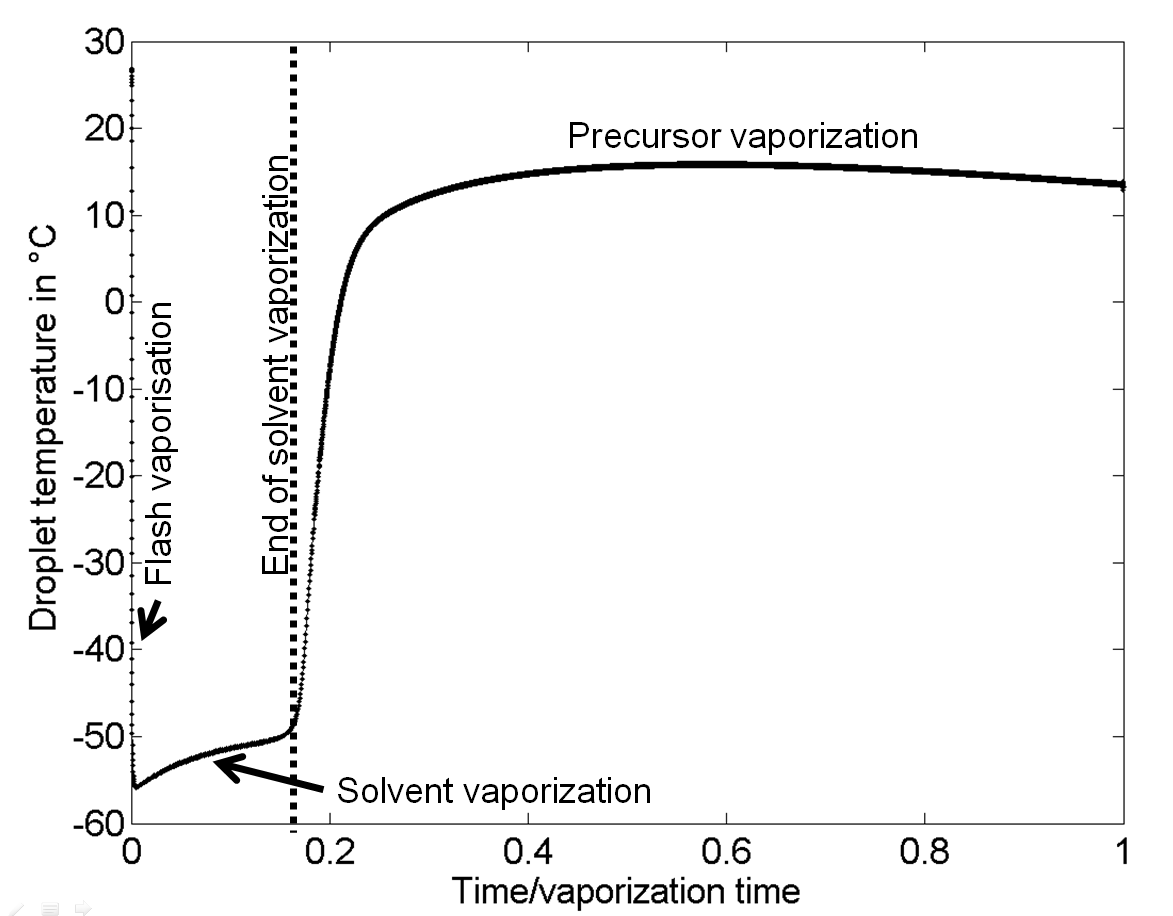 30
20
10
0
-10
-20
-30
-40
-50
-60
Droplet temperature in °C
Flash vaporisation
End of solvent vaporization
Precursor vaporization
Solvent vaporization
0 0.2 0.4 0.6 0.8 1
Time/vaporization time